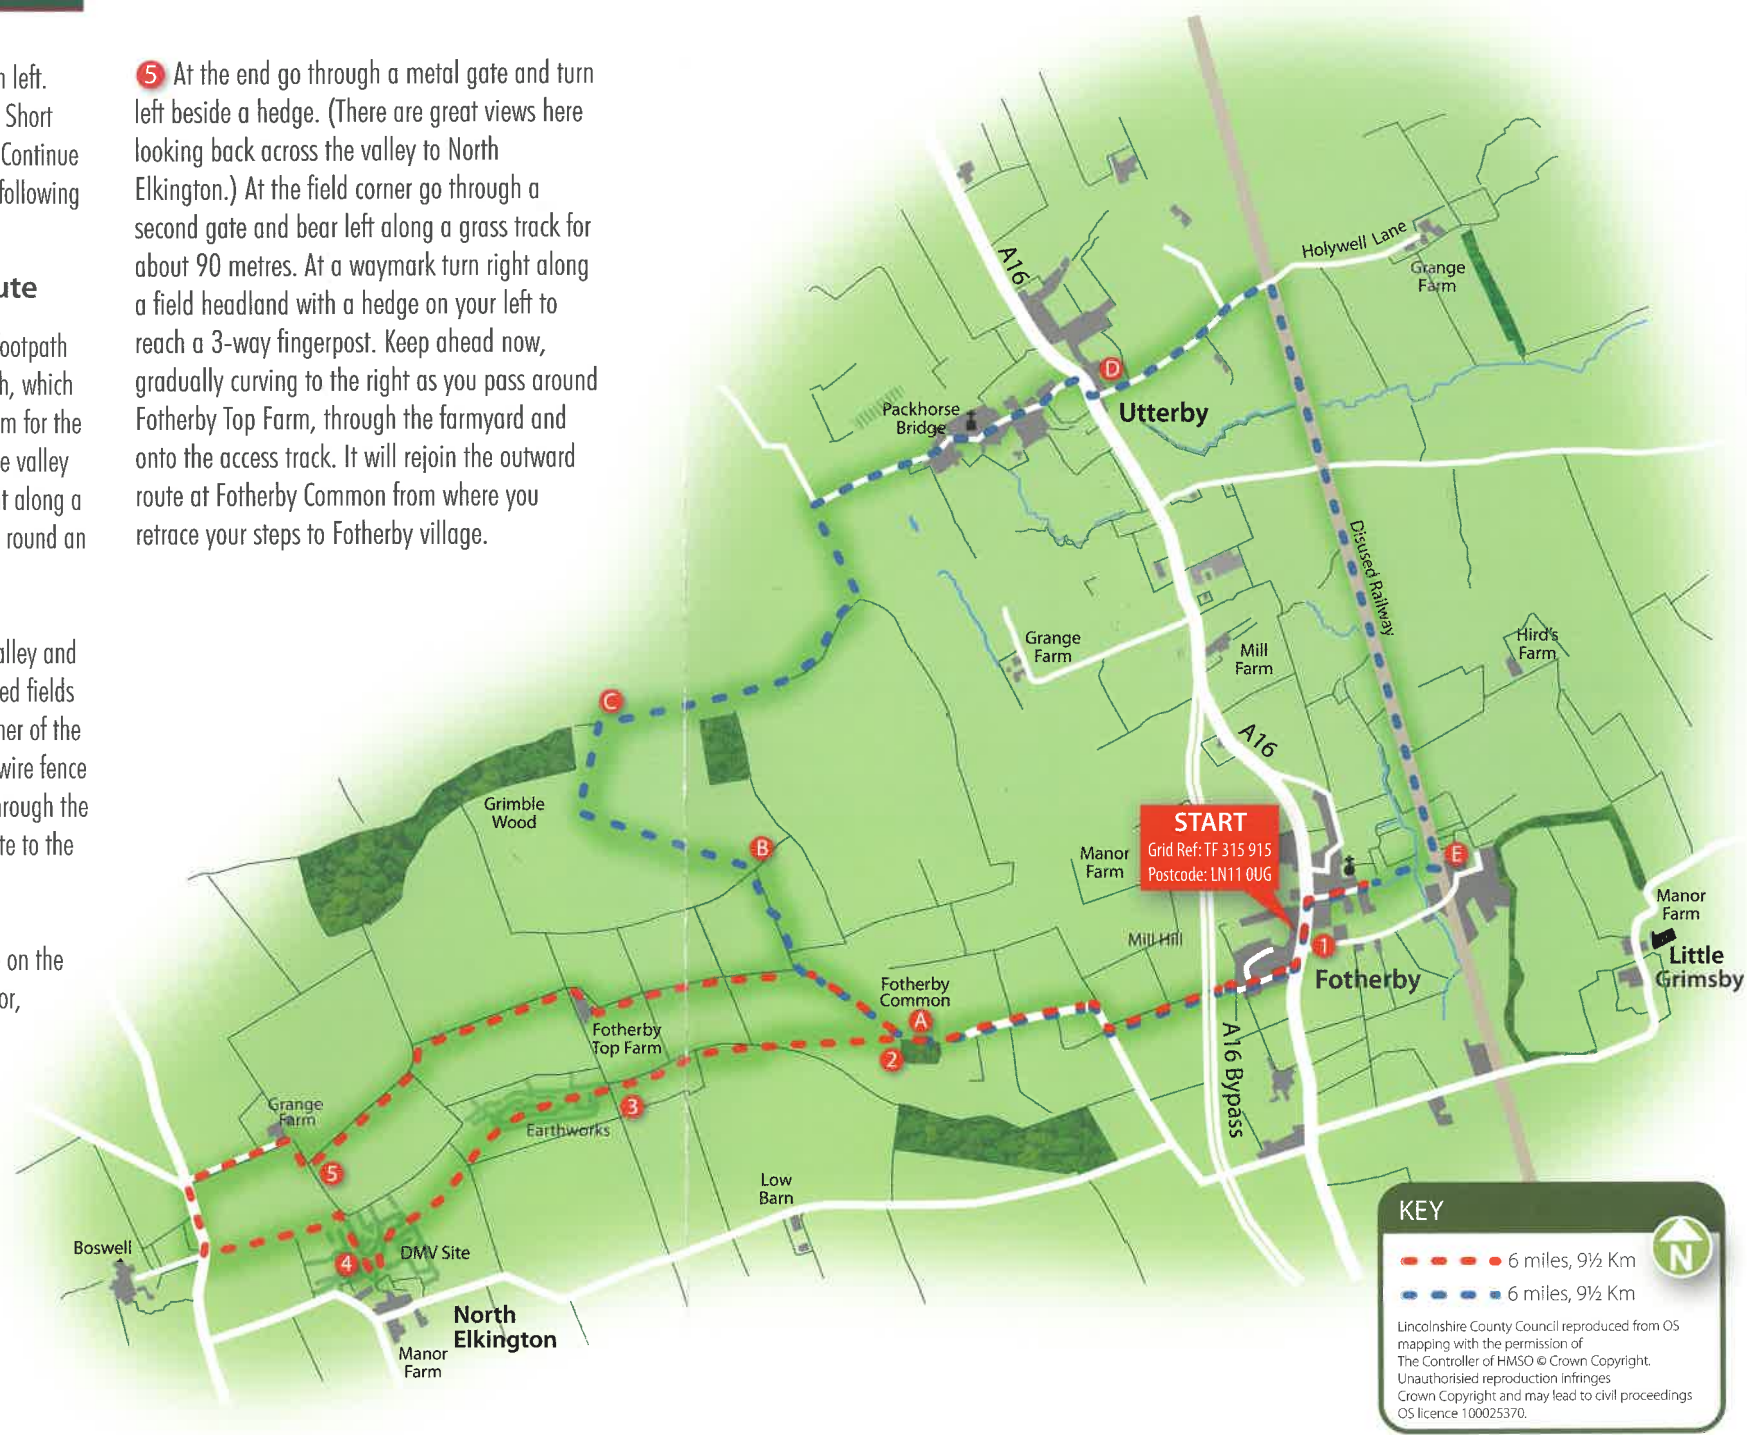 n left.
Short
Continue
following
ute
ootpath
h, which
m for the
e valley
t along a
round an
alley and
ed fields
ner of the
wire fence
hrough the
te to the
on the
or,
5 At the end go through a metal gate and turn
left beside a hedge. (There are great views here
looking back across the valley to North
Elkington.) At the field corner go through a
second gate and bear left along a grass track for
about 90 metres. At a waymark turn right along
a field headland with a hedge on your left to
reach a 3-way fingerpost. Keep ahead now,
gradually curving to the right as you pass around
Fotherby Top Farm, through the farmyard and
onto the access track. It will rejoin the outward
route at Fotherby Common from where you
retrace your steps to Fotherby village.
A16
Holywell Lane
Grange
Farm
D
Utterby
Packhorse
Bridge
Disused Railway
Grange
Farm
Mill
Farm
Hird's
Farm
C
A16
Grimble
Wood
B
START
Grid Ref: TF 315 915
Postcode: LN11 0UG
Manor
Farm
E
Manor
Farm
Little
Grimsby
Mill Hill
1
Fotherby
Fotherby
Common
A
2
Fotherby
Top Farm
A16 Bypass
3
Earthworks
Grange
Farm
5
Low
Barn
Boswell
4
DMV Site
North
Elkington
Manor
Farm
KEY
N
6 miles, 9½ Km
6 miles, 9½ Km
Lincolnshire County Council reproduced from OS
mapping with the permission of
The Controller of HMSO © Crown Copyright.
Unauthorisied reproduction infringes
Crown Copyright and may lead to civil proceedings
OS licence 100025370.